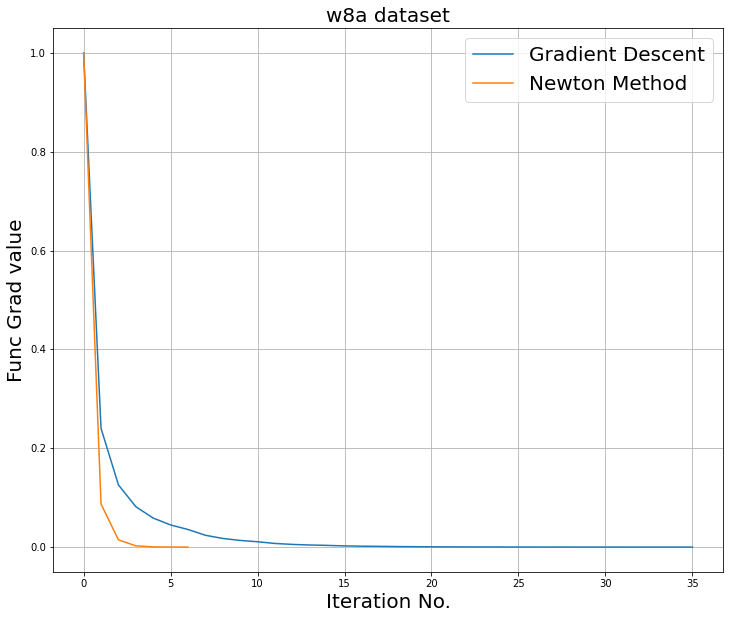 w8a dataset
Gradient Descent
Newton Method
Func Grad value
1.0
0.8
0.6
0.4
0.2
0.0
0 5 10 15 20 25 30 35
Iteration No.